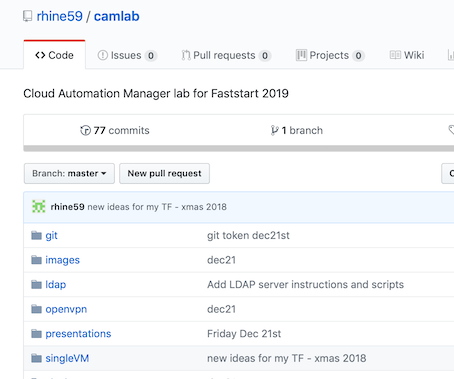 rhine59 / camlab
Code Issues 0 Pull requests 0 Projects 0 Wiki
Cloud Automation Manager lab for Faststart 2019
77 commits 1 branch
Branch: master New pull request
rhine59 new ideas for my TF - xmas 2018
git git token dec21st
images dec21
ldap Add LDAP server instructions and scripts
openvpn dec21
presentations Friday Dec 21st
singleVM new ideas for my TF - xmas 2018